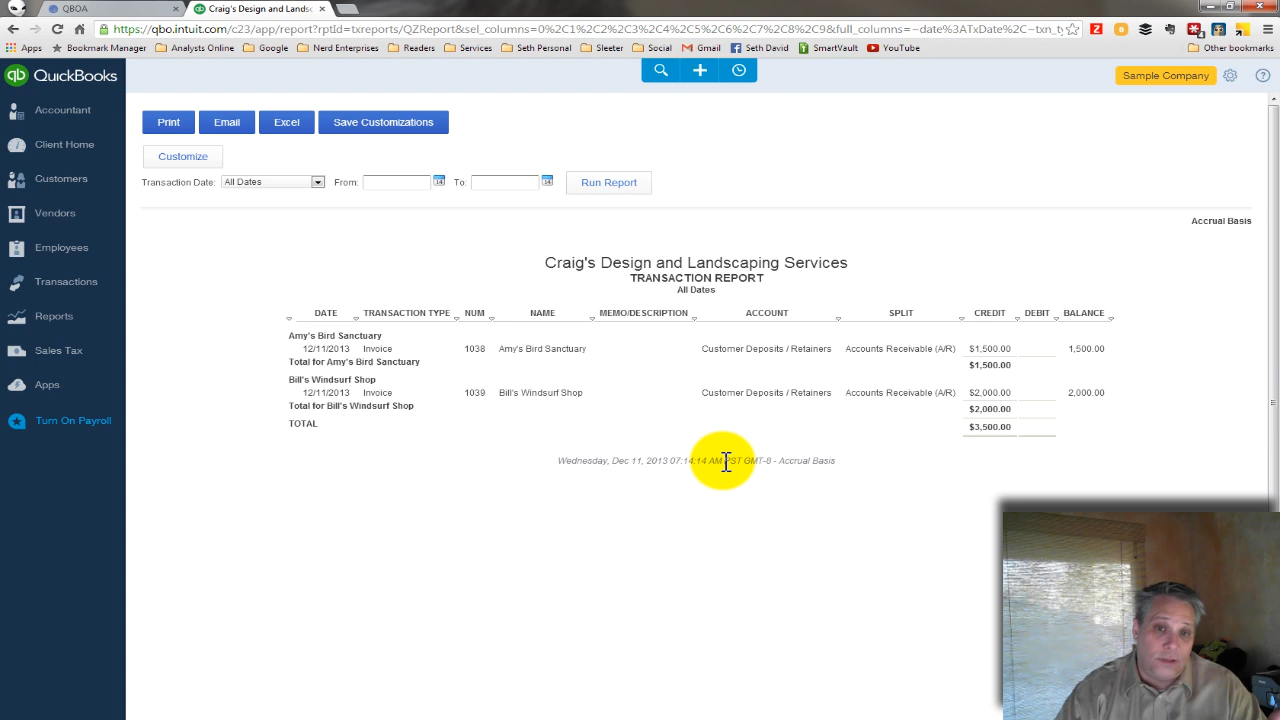 QBOA
Craig's Design and Landsc
https://qbo.intuit.com/c23/app/report?rptId=txreports/QZReport&sel_columns=0%2C1%2C2%2C3%2C4%2C5%2C6%2C7%2C8%2C9&full_columns=~date%3ATxDate%2C~txn_ty
Apps Bookmark Manager Analysts Online Google Nerd Enterprises Readers Services Seth Personal Sleeter Social Gmail Seth David SmartVault YouTube Other bookmarks
qb QuickBooks
Sample Company
Accountant
Client Home
Customers
Vendors
Employees
Transactions
Reports
Sales Tax
Apps
Turn On Payroll
Print Email Excel Save Customizations
Customize
Transaction Date: All Dates From: To: Run Report
Accrual Basis
Craig's Design and Landscaping Services
TRANSACTION REPORT
All Dates
DATE TRANSACTION TYPE NUM NAME MEMO/DESCRIPTION ACCOUNT SPLIT CREDIT DEBIT BALANCE
Amy's Bird Sanctuary
12/11/2013 Invoice 1038 Amy's Bird Sanctuary Customer Deposits / Retainers Accounts Receivable (A/R) $1,500.00 1,500.00
Total for Amy's Bird Sanctuary $1,500.00
Bill's Windsurf Shop
12/11/2013 Invoice 1039 Bill's Windsurf Shop Customer Deposits / Retainers Accounts Receivable (A/R) $2,000.00 2,000.00
Total for Bill's Windsurf Shop $2,000.00
TOTAL $3,500.00
Wednesday, Dec 11, 2013 07:14:14 AM PST GMT-8 - Accrual Basis